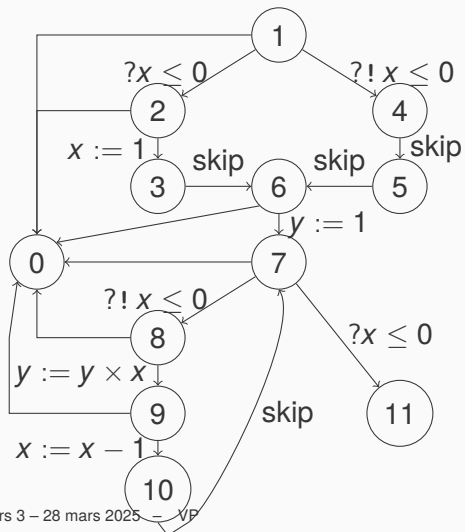 1
?x ≤ 0
?! x ≤ 0
2
4
x := 1
skip
skip
skip
3
6
5
y := 1
0
7
?! x ≤ 0
?x ≤ 0
8
y := y × x
9
skip
11
x := x − 1
10
rs 3 – 28 mars 2025 – VP